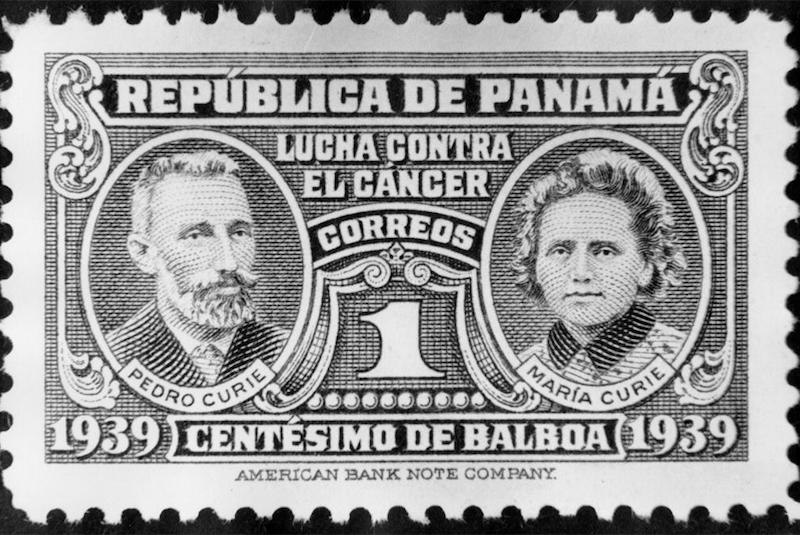 REPÚBLICA DE PANAMÁ
LUCHA CONTRA
EL CÁNCER
CORREOS
1
PEDRO CURIE
MARÍA CURIE
1939 CENTÉSIMO DE BALBOA 1939
AMERICAN BANK NOTE COMPANY.